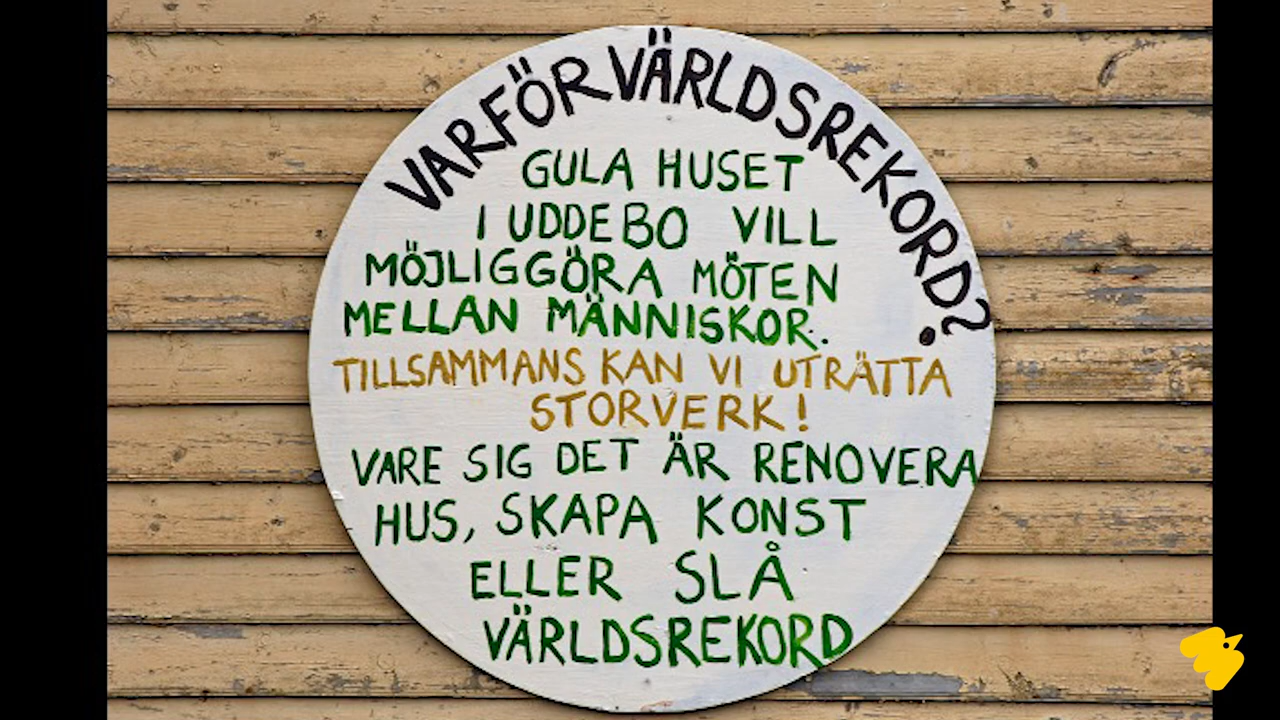 VARFÖR VÄRLDSREKORD?
GULA HUSET
I UDDEBO VILL
MÖJLIGGÖRA MÖTEN
MELLAN MÄNNISKOR.
TILLSAMMANS KAN VI UTRÄTTA
STORVERK!
VARE SIG DET ÄR RENOVERA
HUS, SKAPA KONST
ELLER SLÅ
VÄRLDSREKORD